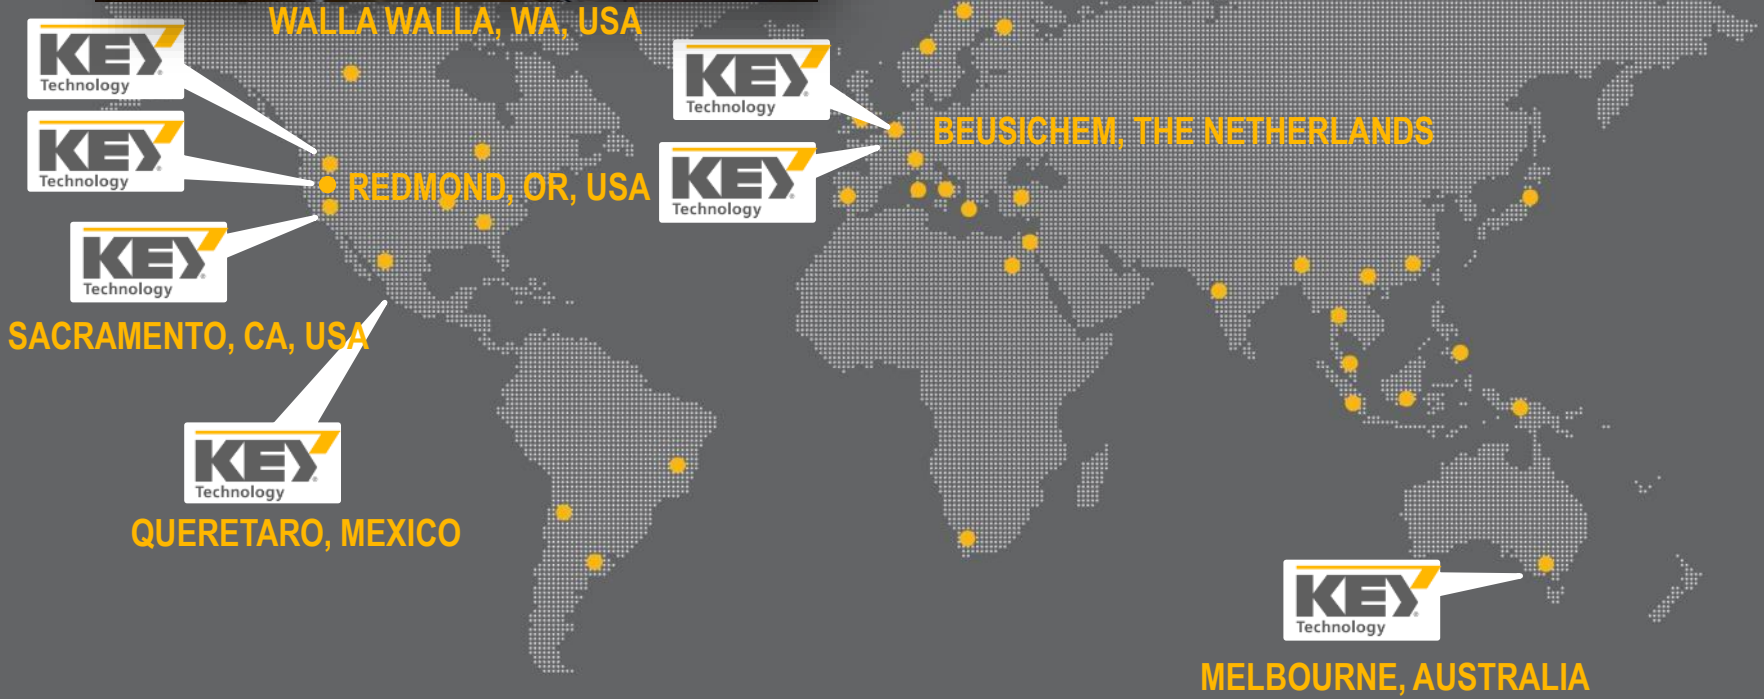 WALLA WALLA, WA, USA
KEY
Technology
KEY
Technology
REDMOND, OR, USA
KEY
Technology
SACRAMENTO, CA, USA
KEY
Technology
QUERETARO, MEXICO
KEY
Technology
BEUSICHEM, THE NETHERLANDS
KEY
Technology
KEY
Technology
MELBOURNE, AUSTRALIA